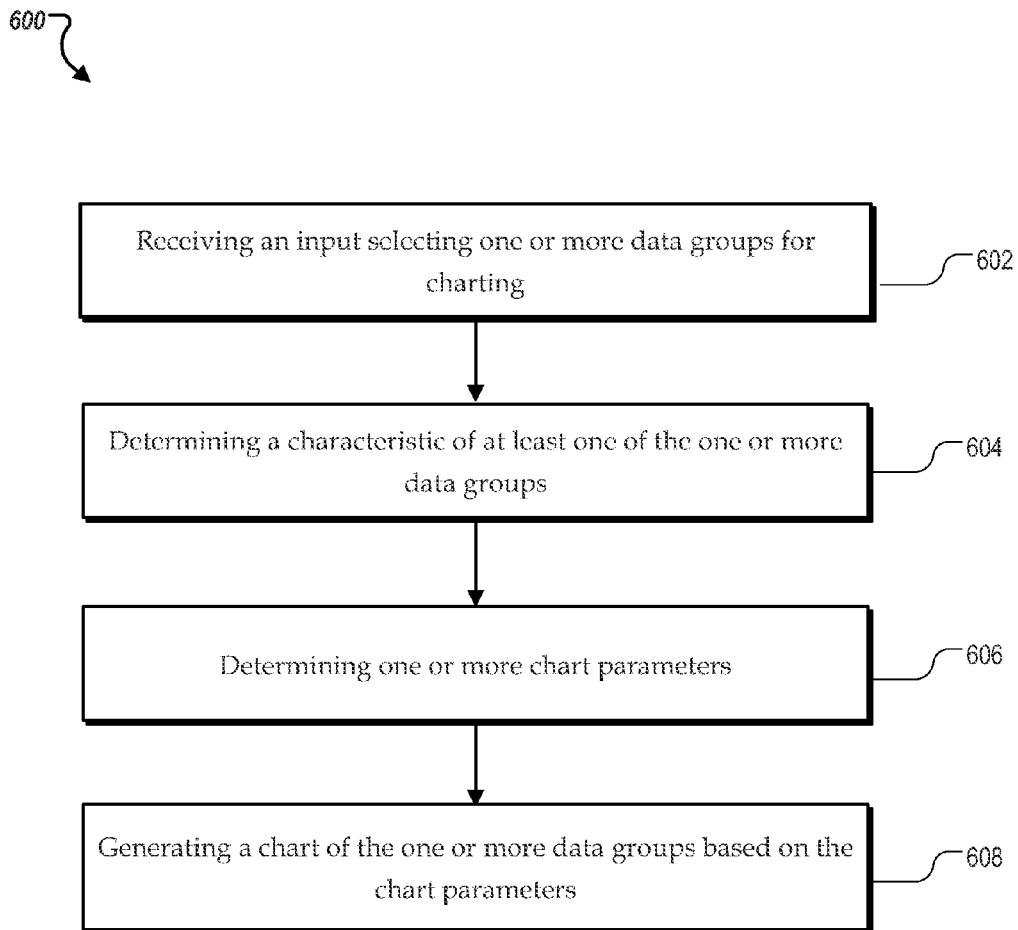 600
Receiving an input selecting one or more data groups for
charting
602
Determining a characteristic of at least one of the one or more
data groups
604
Determining one or more chart parameters
606
Generating a chart of the one or more data groups based on the
chart parameters
608